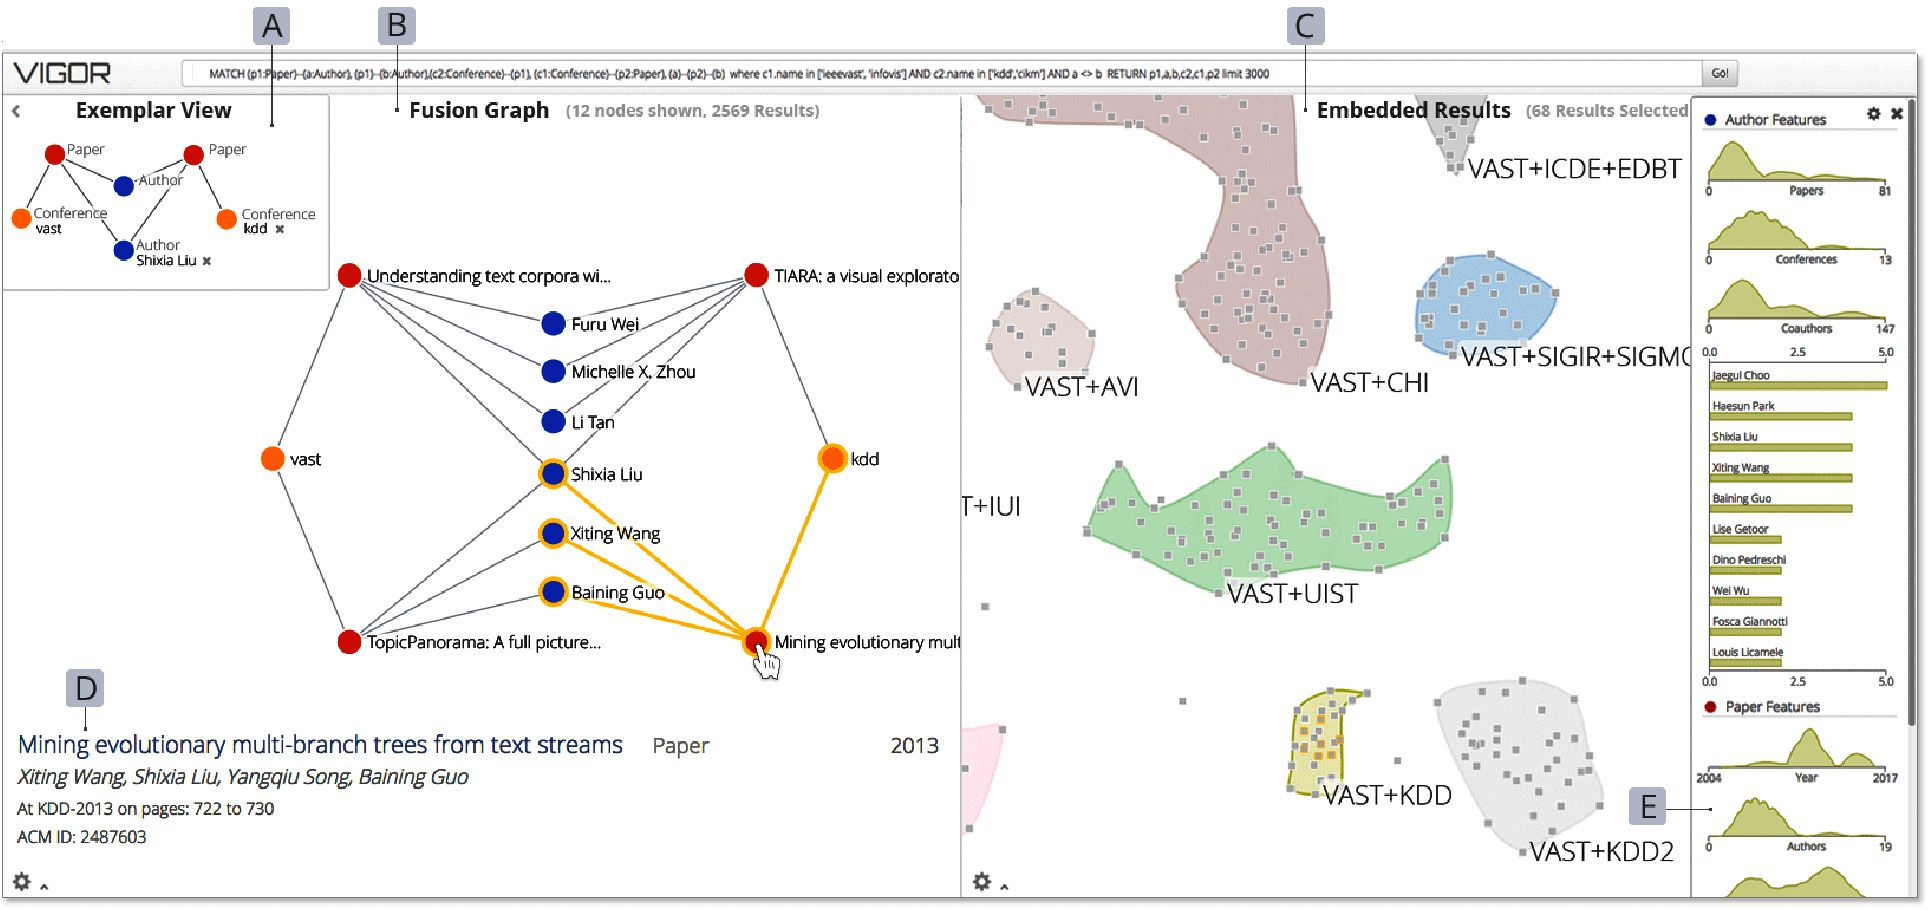 A
B
C
VIGOR
MATCH (p1:Paper)--(a:Author), (p1)--(b:Author),(c2:Conference)--(p1), (c1:Conference)--(p2:Paper), (a)--(p2)--(b) where c1.name in ['ieeevast', 'infovis'] AND c2.name in ['kdd','cikm'] AND a <> b RETURN p1,a,b,c2,c1,p2 limit 3000
Go!
Exemplar View
Paper
Paper
Author
Conference
vast
Conference
kdd
Author
Shixia Liu
Fusion Graph (12 nodes shown, 2569 Results)
Understanding text corpora wi...
TIARA: a visual explorato
Furu Wei
Michelle X. Zhou
Li Tan
vast
Shixia Liu
kdd
Xiting Wang
Baining Guo
TopicPanorama: A full picture...
Mining evolutionary mult
D
Mining evolutionary multi-branch trees from text streams Paper 2013
Xiting Wang, Shixia Liu, Yangqiu Song, Baining Guo
At KDD-2013 on pages: 722 to 730
ACM ID: 2487603
Embedded Results (68 Results Selected
VAST+ICDE+EDBT
VAST+SIGIR+SIGMO
VAST+AVI
VAST+CHI
T+IUI
VAST+UIST
VAST+KDD
VAST+KDD2
E
Author Features
0 Papers 81
0 Conferences 13
0 Coauthors 147
0.0 2.5 5.0
Jaegul Choo
Haesun Park
Shixia Liu
Xiting Wang
Baining Guo
Lise Getoor
Dino Pedreschi
Wei Wu
Fosca Giannotti
Louis Licamele
0.0 2.5 5.0
Paper Features
2004 Year 2017
0 Authors 19